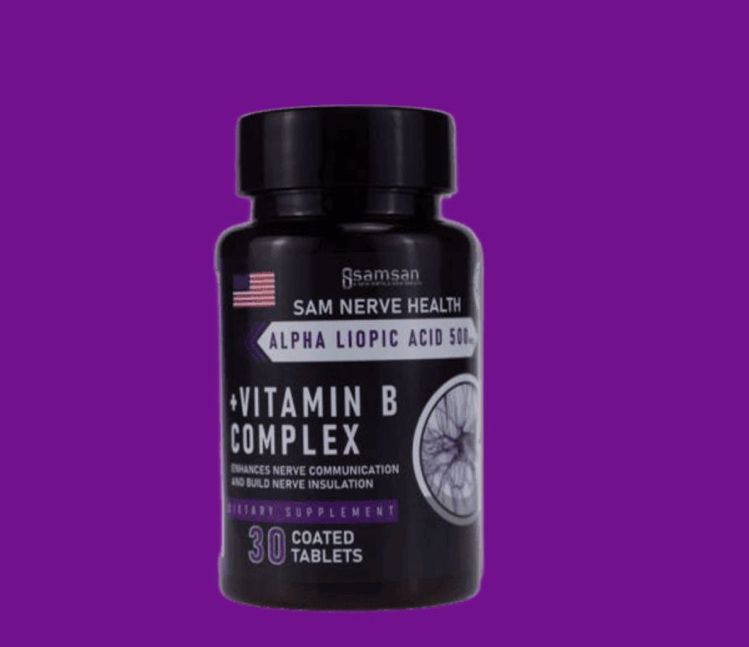 samsan
SAM NERVE HEALTH
ALPHA LIOPIC ACID 500
+VITAMIN B
COMPLEX
ENHANCES NERVE COMMUNICATION
AND BUILD NERVE INSULATION
DIETARY SUPPLEMENT
30 COATED
TABLETS